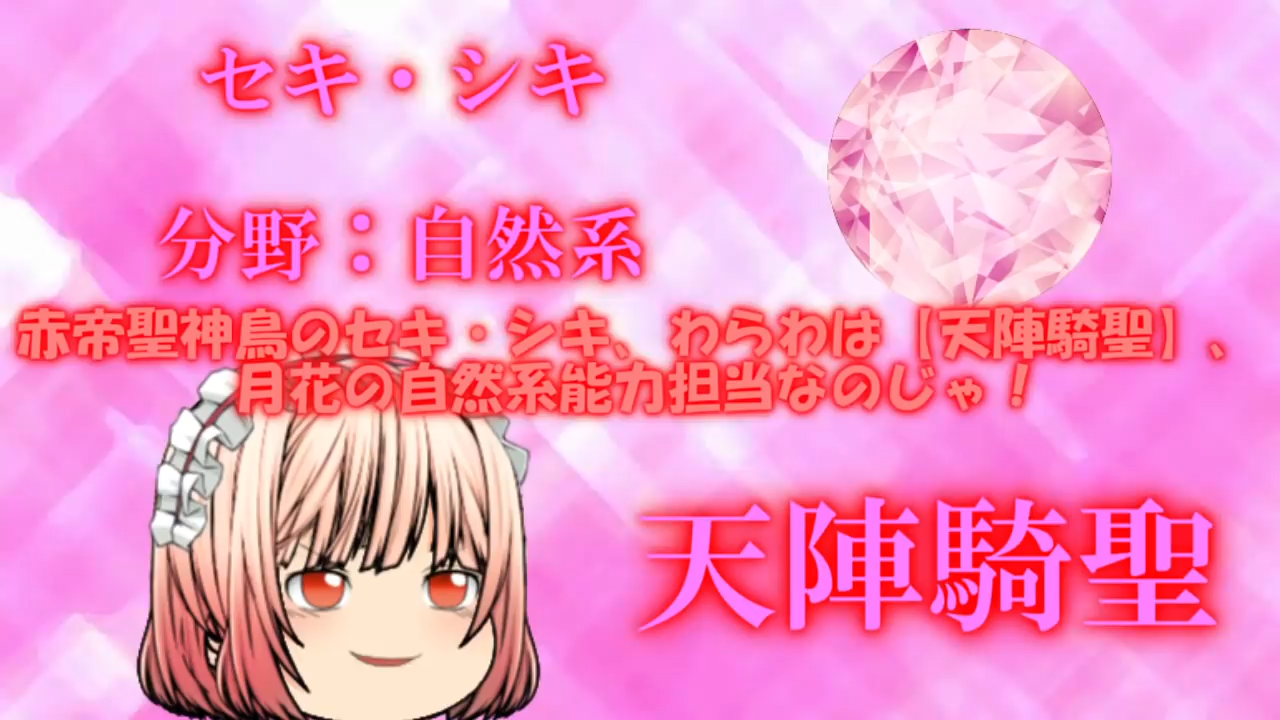 セキ・シキ
分野：自然系
赤帝聖神鳥のセキ・シキ、わらわは【天陣騎聖】、
月花の自然系能力担当なのじゃ！
天陣騎聖